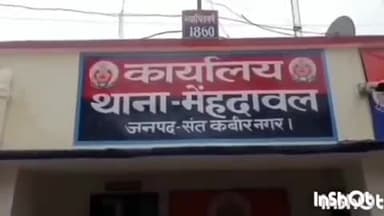 1860
कार्यालय
थाना-मेंहदावल
जनपद-संत कबीर नगर।
InShOt